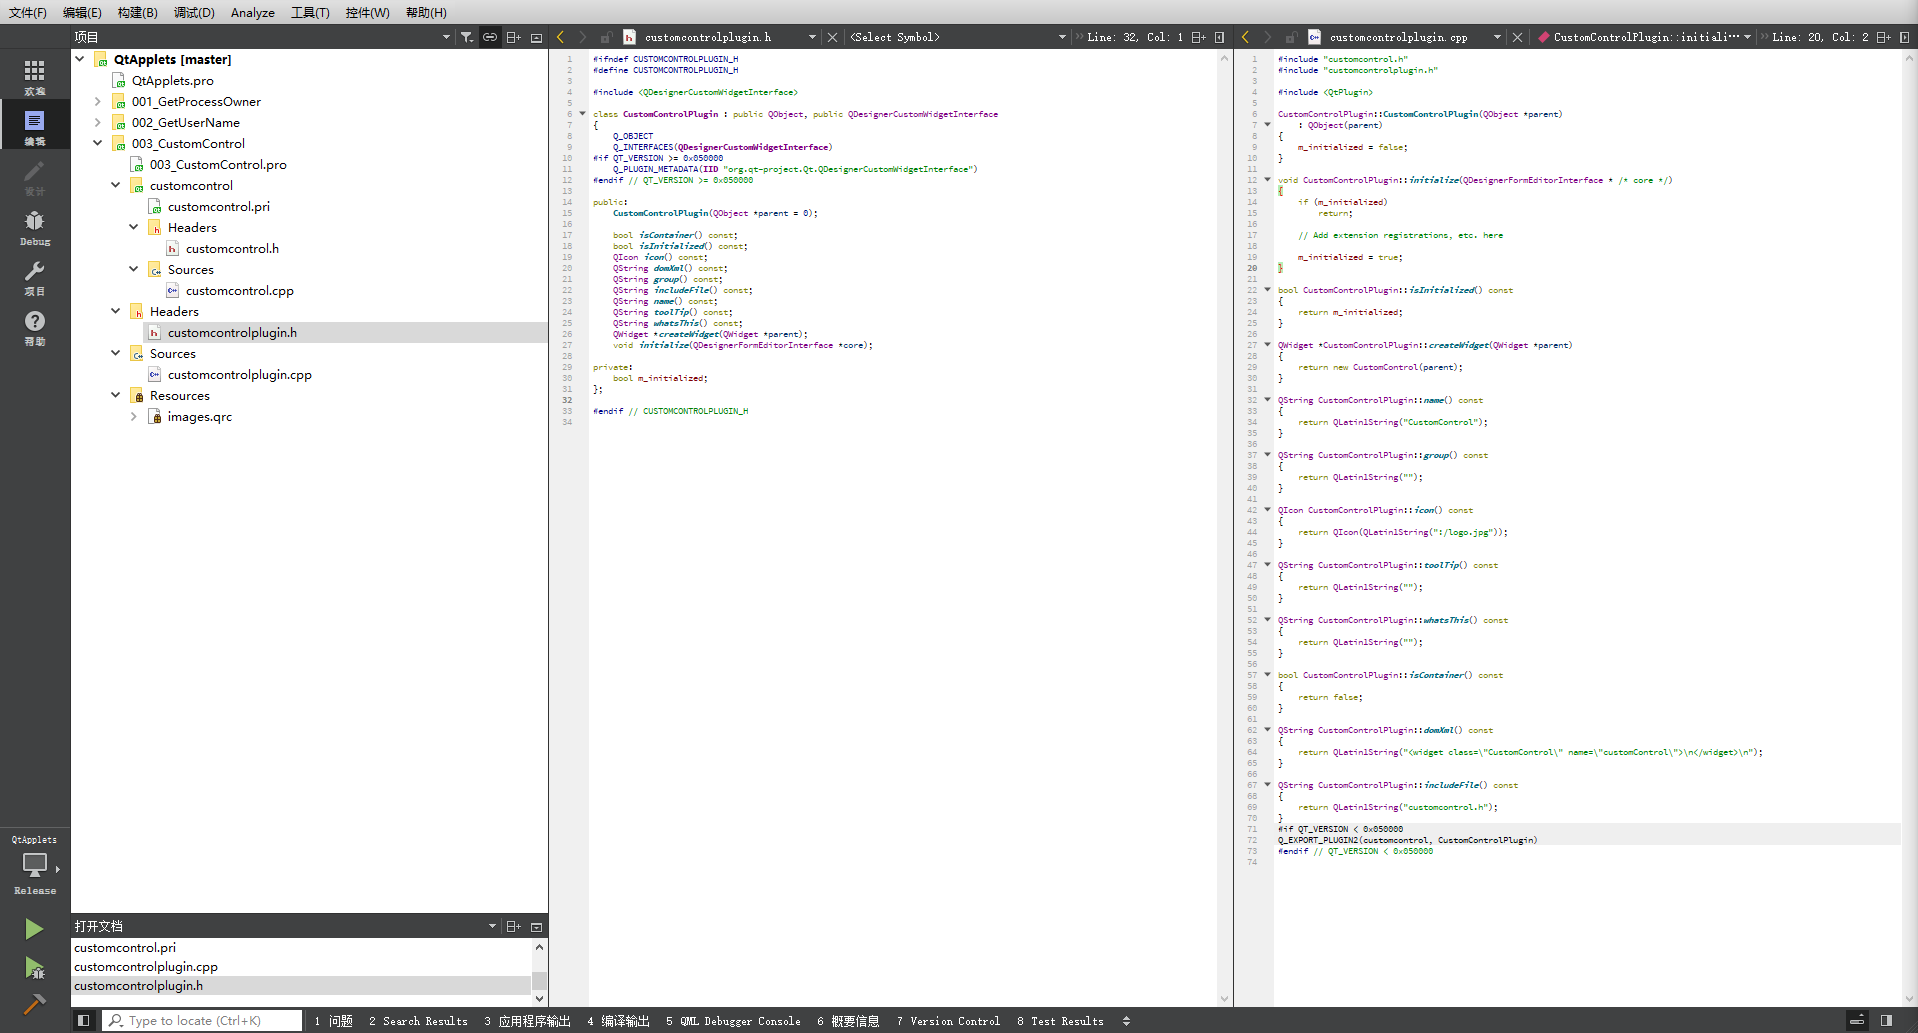 文件(F) 编辑(E) 构建(B) 调试(D) Analyze 工具(T) 控件(W) 帮助(H)
项目
customcontrolplugin.h <Select Symbol> Line: 32, Col: 1
customcontrolplugin.cpp CustomControlPlugin::initiali··· Line: 20, Col: 2
欢迎
编辑
设计
Debug
项目
帮助
QtApplets
Release
QtApplets [master]
QtApplets.pro
001_GetProcessOwner
002_GetUserName
003_CustomControl
003_CustomControl.pro
customcontrol
customcontrol.pri
Headers
customcontrol.h
Sources
customcontrol.cpp
Headers
customcontrolplugin.h
Sources
customcontrolplugin.cpp
Resources
images.qrc
打开文档
customcontrol.pri
customcontrolplugin.cpp
customcontrolplugin.h
1 #ifndef CUSTOMCONTROLPLUGIN_H
2 #define CUSTOMCONTROLPLUGIN_H
3
4 #include <QDesignerCustomWidgetInterface>
5
6 class CustomControlPlugin : public QObject, public QDesignerCustomWidgetInterface
7 {
8 Q_OBJECT
9 Q_INTERFACES(QDesignerCustomWidgetInterface)
10 #if QT_VERSION >= 0x050000
11 Q_PLUGIN_METADATA(IID "org.qt-project.Qt.QDesignerCustomWidgetInterface")
12 #endif // QT_VERSION >= 0x050000
13
14 public:
15 CustomControlPlugin(QObject *parent = 0);
16
17 bool isContainer() const;
18 bool isInitialized() const;
19 QIcon icon() const;
20 QString domXml() const;
21 QString group() const;
22 QString includeFile() const;
23 QString name() const;
24 QString toolTip() const;
25 QString whatsThis() const;
26 QWidget *createWidget(QWidget *parent);
27 void initialize(QDesignerFormEditorInterface *core);
28
29 private:
30 bool m_initialized;
31 };
32
33 #endif // CUSTOMCONTROLPLUGIN_H
34
1 #include "customcontrol.h"
2 #include "customcontrolplugin.h"
3
4 #include <QtPlugin>
5
6 CustomControlPlugin::CustomControlPlugin(QObject *parent)
7 : QObject(parent)
8 {
9 m_initialized = false;
10 }
11
12 void CustomControlPlugin::initialize(QDesignerFormEditorInterface * /* core */)
13 {
14 if (m_initialized)
15 return;
16
17 // Add extension registrations, etc. here
18
19 m_initialized = true;
20 }
21
22 bool CustomControlPlugin::isInitialized() const
23 {
24 return m_initialized;
25 }
26
27 QWidget *CustomControlPlugin::createWidget(QWidget *parent)
28 {
29 return new CustomControl(parent);
30 }
31
32 QString CustomControlPlugin::name() const
33 {
34 return QLatin1String("CustomControl");
35 }
36
37 QString CustomControlPlugin::group() const
38 {
39 return QLatin1String("");
40 }
41
42 QIcon CustomControlPlugin::icon() const
43 {
44 return QIcon(QLatin1String(":/logo.jpg"));
45 }
46
47 QString CustomControlPlugin::toolTip() const
48 {
49 return QLatin1String("");
50 }
51
52 QString CustomControlPlugin::whatsThis() const
53 {
54 return QLatin1String("");
55 }
56
57 bool CustomControlPlugin::isContainer() const
58 {
59 return false;
60 }
61
62 QString CustomControlPlugin::domXml() const
63 {
64 return QLatin1String("<widget class=\"CustomControl\" name=\"customControl\">\n</widget>\n");
65 }
66
67 QString CustomControlPlugin::includeFile() const
68 {
69 return QLatin1String("customcontrol.h");
70 }
71 #if QT_VERSION < 0x050000
72 Q_EXPORT_PLUGIN2(customcontrol, CustomControlPlugin)
73 #endif // QT_VERSION < 0x050000
74
Type to locate (Ctrl+K) 1 问题 2 Search Results 3 应用程序输出 4 编译输出 5 QML Debugger Console 6 概要信息 7 Version Control 8 Test Results